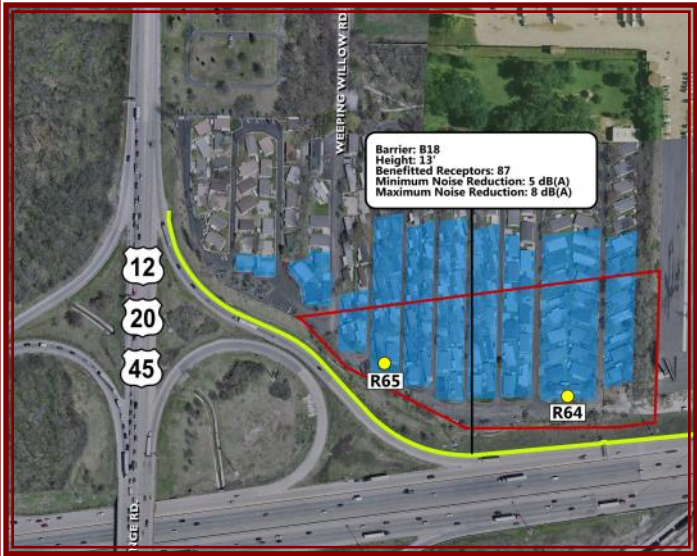 WEEPING WILLOW RD.
Barrier: B18
Height: 13'
Benefitted Receptors: 87
Minimum Noise Reduction: 5 dB(A)
Maximum Noise Reduction: 8 dB(A)
12
20
45
R65
R64
RD.